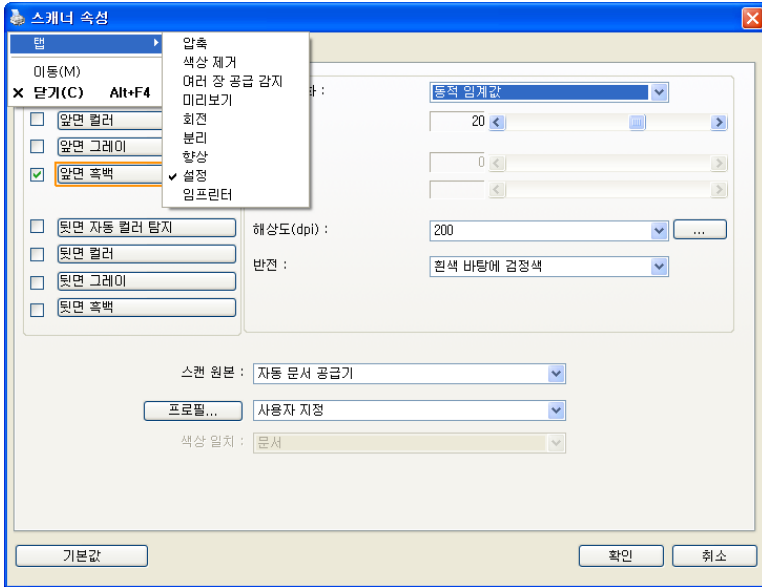 스캐너 속성
탭
압축
색상 제거
여러 장 공급 감지
미리보기
회전
분리
향상
설정
임프린터
이동(M)
닫기(C) Alt+F4
동적 임계값
앞면 컬러
20
앞면 그레이
앞면 흑백
0
뒷면 자동 컬러 탐지
해상도(dpi) :
200
...
뒷면 컬러
반전 :
흰색 바탕에 검정색
뒷면 그레이
뒷면 흑백
스캔 원본 :
자동 문서 공급기
프로필...
사용자 지정
색상 일치 :
문서
기본값
확인
취소